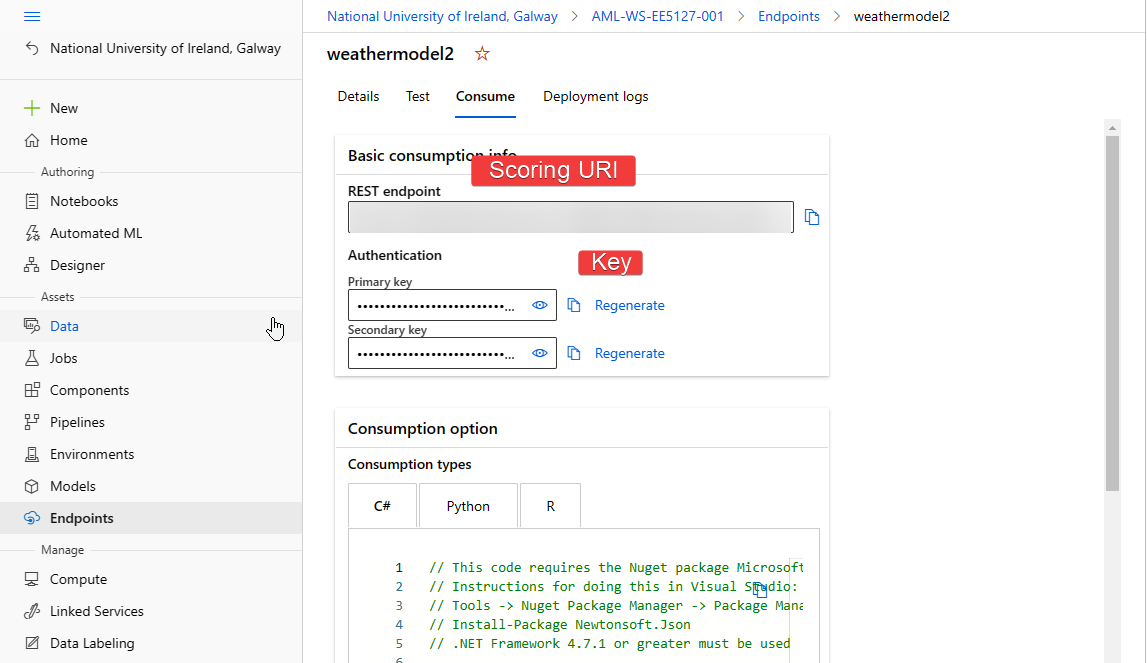 National University of Ireland, Galway
New
Home
Authoring
Notebooks
Automated ML
Designer
Assets
Data
Jobs
Components
Pipelines
Environments
Models
Endpoints
Manage
Compute
Linked Services
Data Labeling
National University of Ireland, Galway > AML-WS-EE5127-001 > Endpoints > weathermodel2
weathermodel2
Details Test Consume Deployment logs
Basic consumption info
Scoring URI
REST endpoint
Authentication
Key
Primary key
•••••••••••••••••••••••••••... Regenerate
Secondary key
•••••••••••••••••••••••••••... Regenerate
Consumption option
Consumption types
C# Python R
1 // This code requires the Nuget package Microsoft
2 // Instructions for doing this in Visual Studio:
3 // Tools -> Nuget Package Manager -> Package Mana
4 // Install-Package Newtonsoft.Json
5 // .NET Framework 4.7.1 or greater must be used
6